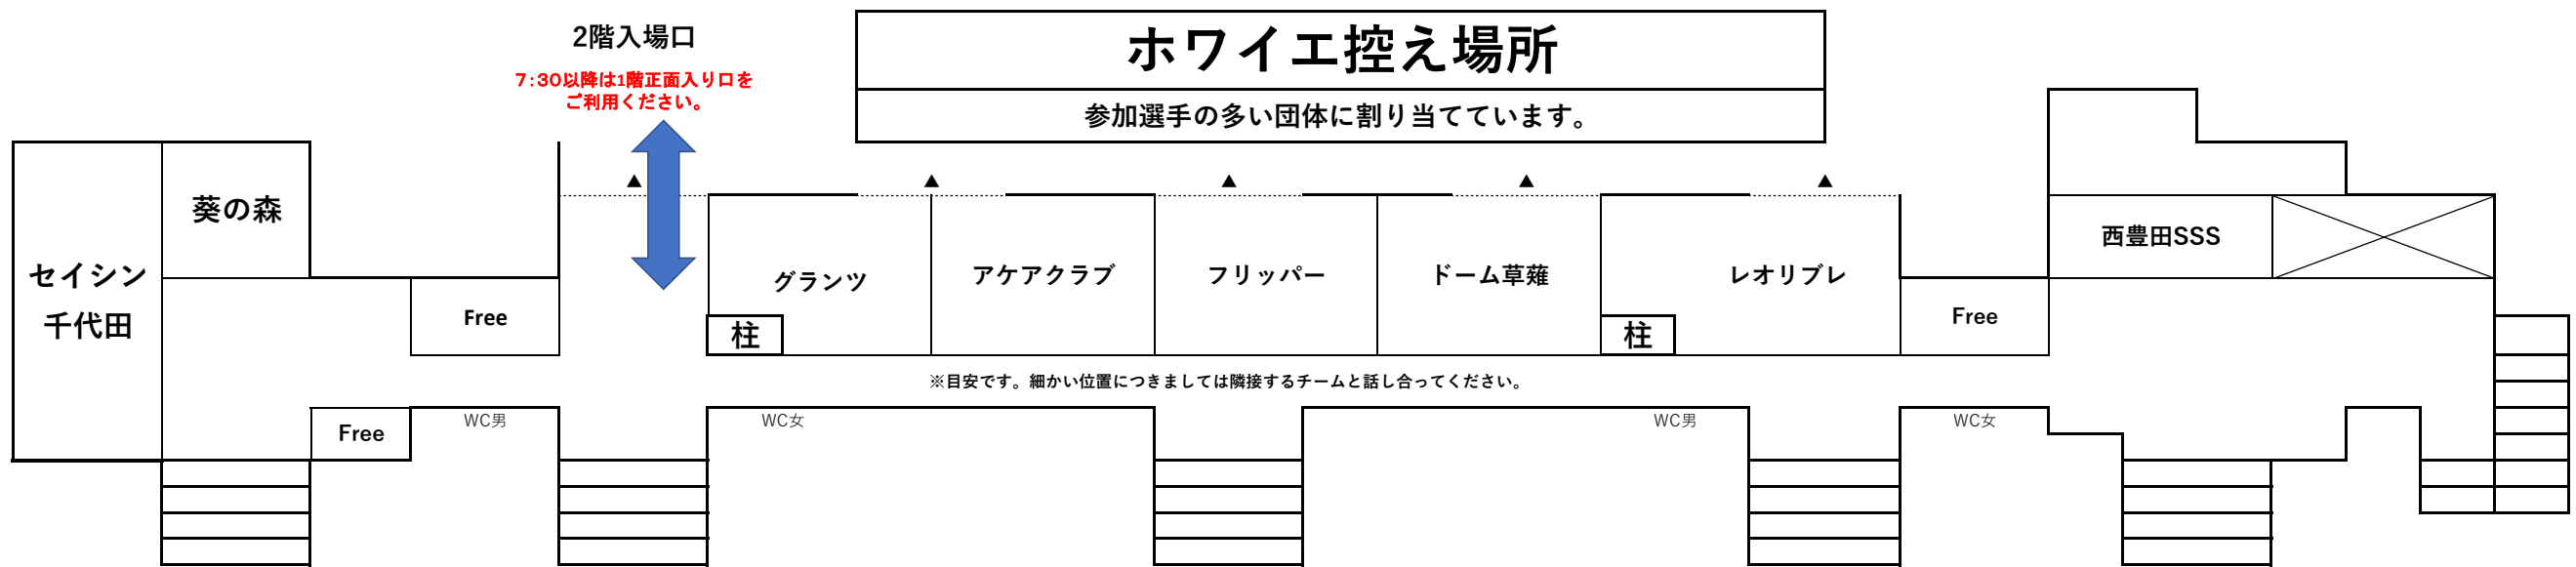 2階入場口
7:30以降は1階正面入り口を
ご利用ください。
ホワイエ控え場所
参加選手の多い団体に割り当てています。
▲
▲
▲
▲
▲
葵の森
セイシン
千代田
Free
グランツ
柱
アケアクラブ
フリッパー
ドーム草薙
レオリブレ
柱
Free
西豊田SSS
※目安です。細かい位置につきましては隣接するチームと話し合ってください。
Free
WC男
WC女
WC男
WC女